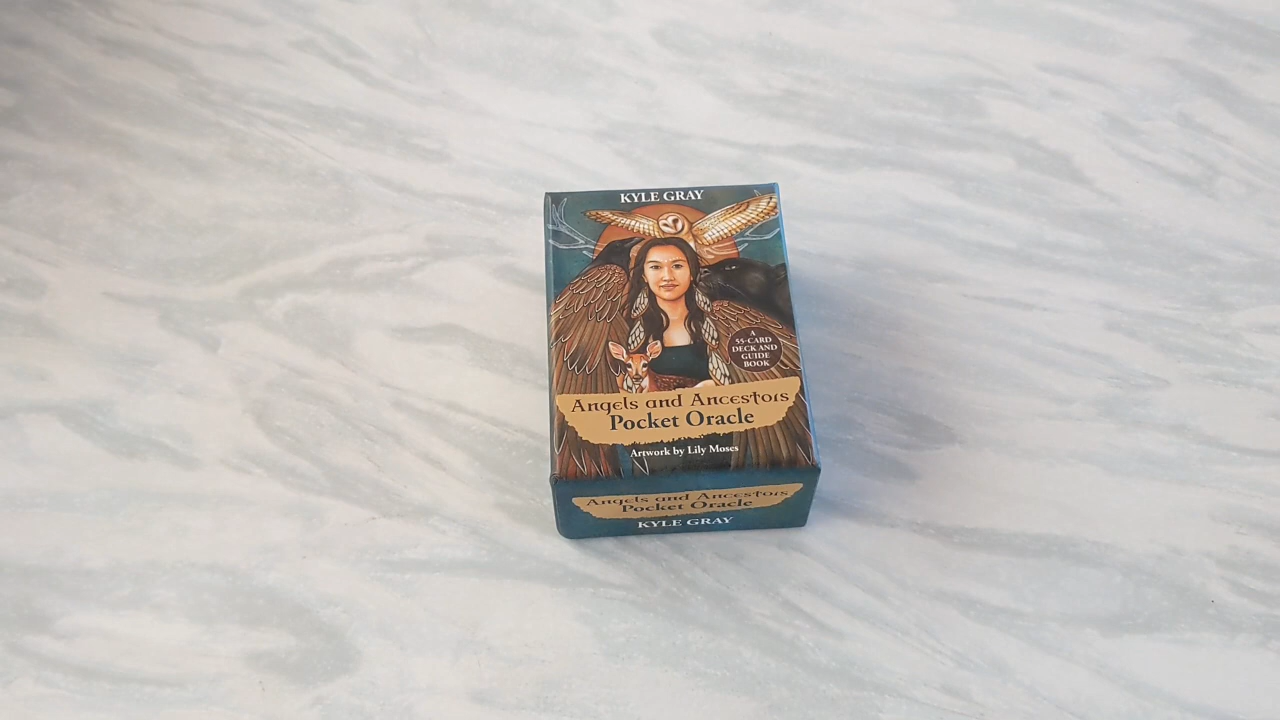 KYLE GRAY
A
55-CARD
DECK AND
GUIDE
BOOK
Angels and Ancestors
Pocket Oracle
Artwork by Lily Moses
Angels and Ancestors
Pocket Oracle
KYLE GRAY